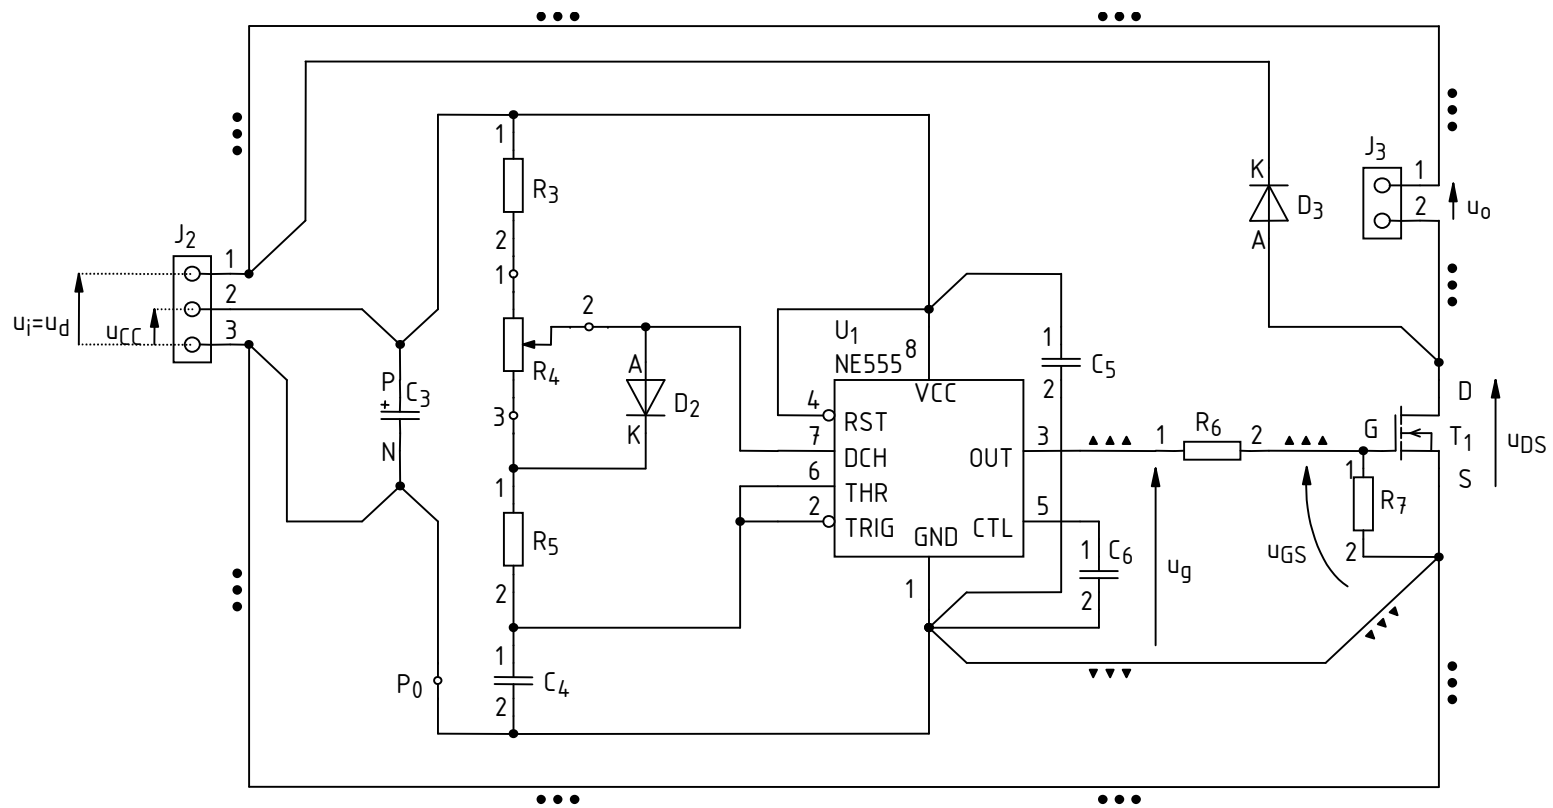 J2
1
2
3
ui=ud
uCC
P
+
C3
N
P0
1
R3
2
1
R4
3
2
A
D2
K
1
R5
2
1
C4
2
U1
NE555
8
VCC
4
RST
7
DCH
6
THR
2
TRIG
GND
1
OUT
3
CTL
5
1
C5
2
1
C6
2
ug
1
R6
2
uGS
G
1
R7
2
K
D3
A
J3
1
2
uo
D
T1
S
uDS